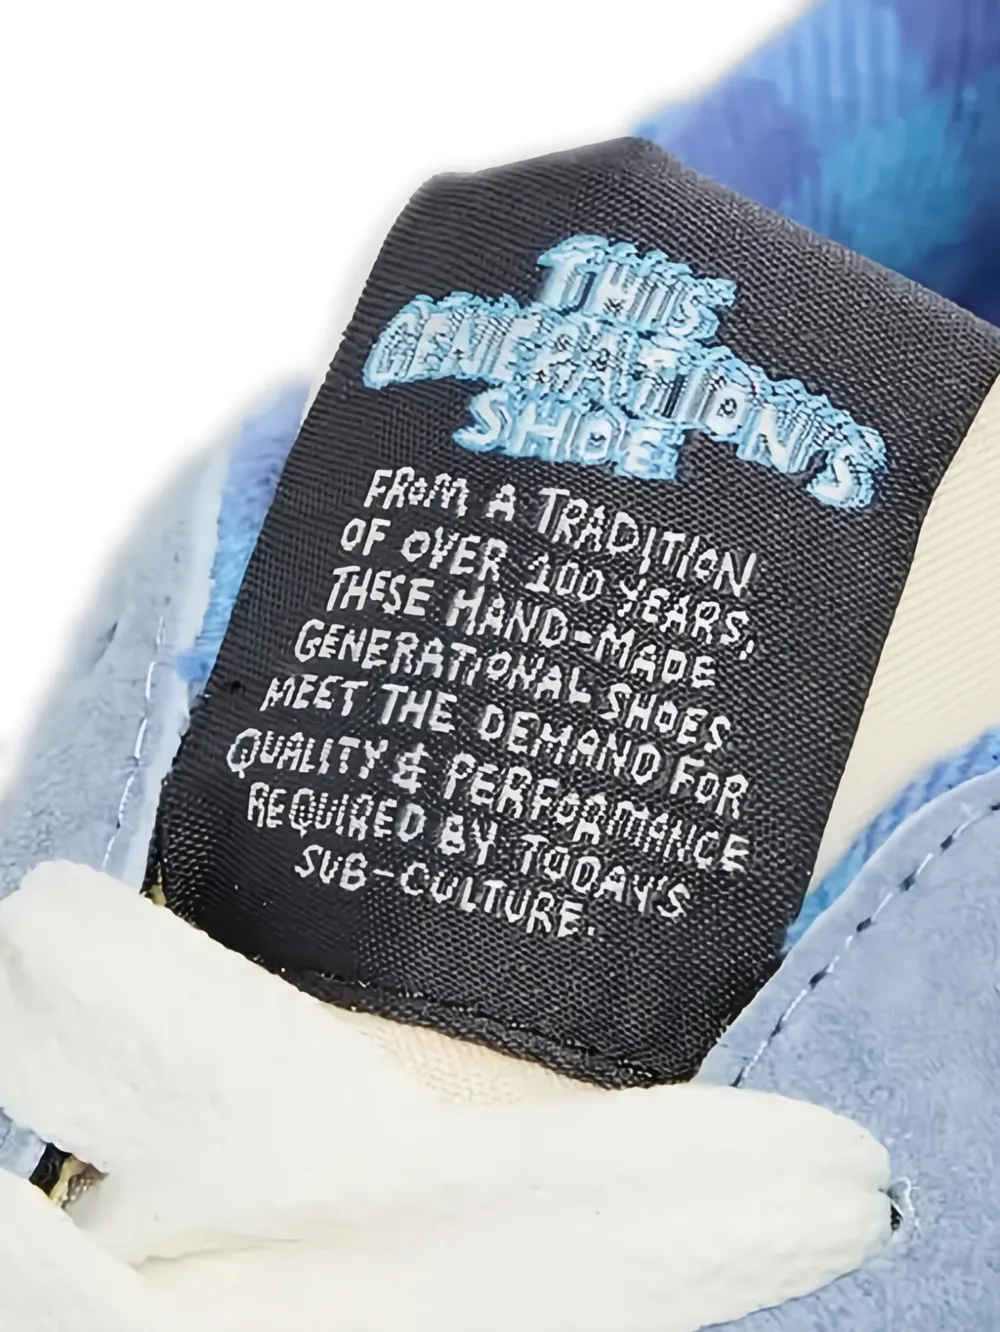 THIS
GENERATION'S
SHOE
FROM A TRADITION
OF OVER 100 YEARS,
THESE HAND-MADE
GENERATIONAL SHOES
MEET THE DEMAND FOR
QUALITY & PERFORMANCE
REQUIRED BY TODAY'S
SUB-CULTURE.